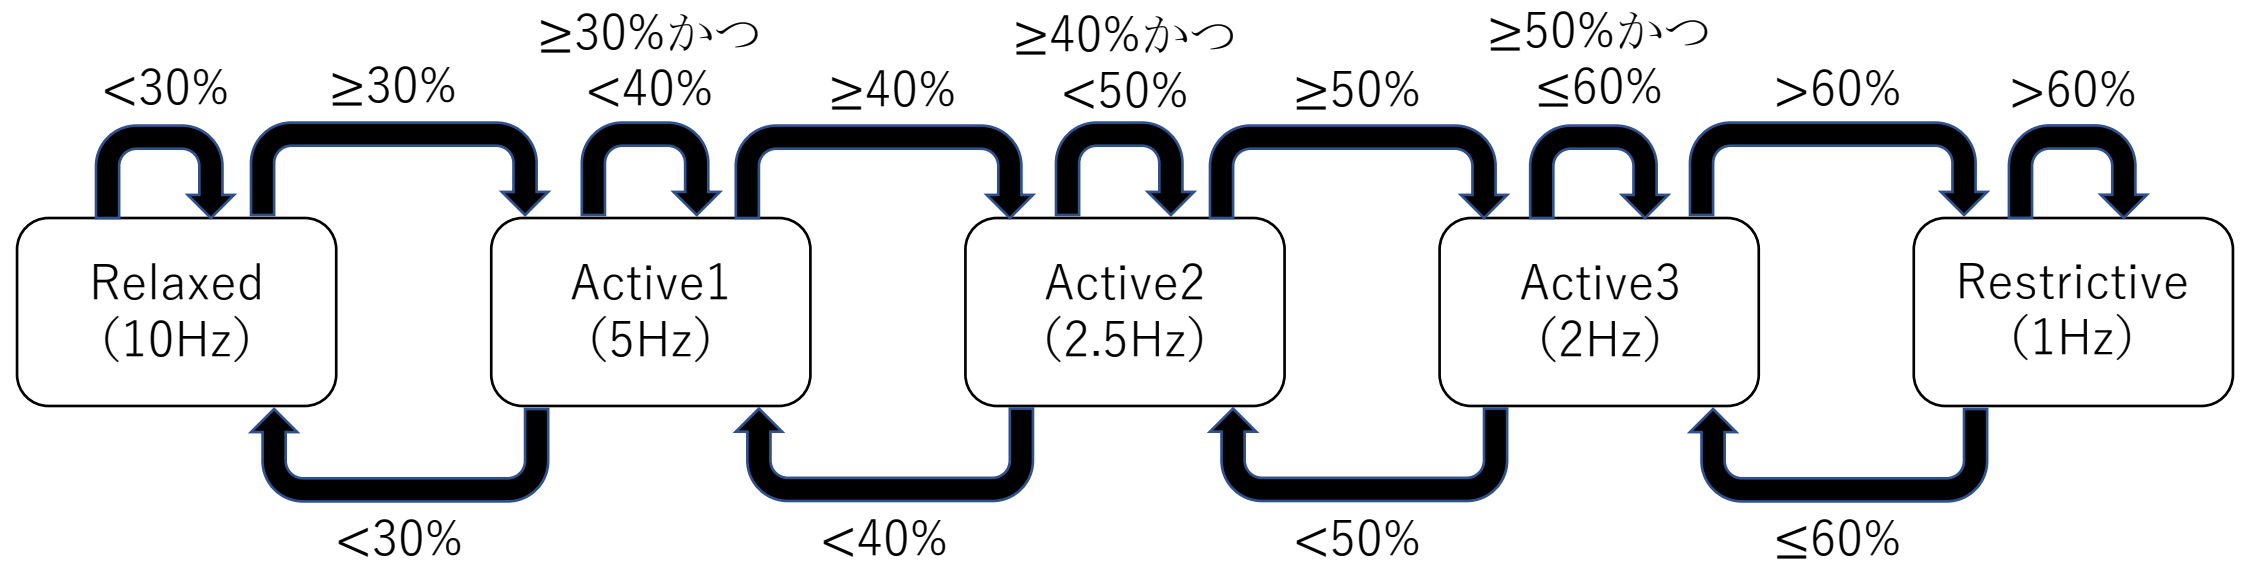 <30%
≥30%
≥30%かつ
<40%
≥40%
≥40%かつ
<50%
≥50%
≥50%かつ
≤60%
>60%
>60%
Relaxed
(10Hz)
Active1
(5Hz)
Active2
(2.5Hz)
Active3
(2Hz)
Restrictive
(1Hz)
<30%
<40%
<50%
≤60%